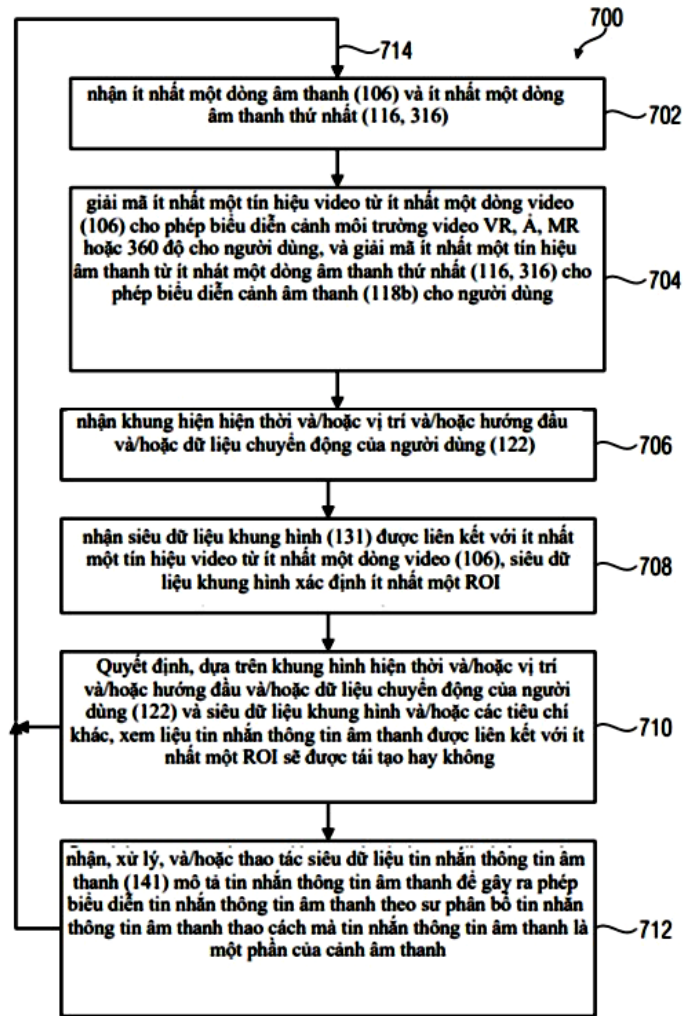 700
714
nhận ít nhất một dòng âm thanh (106) và ít nhất một dòng
âm thanh thứ nhất (116, 316)
702
giải mã ít nhất một tín hiệu video từ ít nhất một dòng video
(106) cho phép biểu diễn cảnh môi trường video VR, Á, MR
hoặc 360 độ cho người dùng, và giải mã ít nhất một tín hiệu
âm thanh từ ít nhát một dòng âm thanh thứ nhất (116, 316) cho
phép biểu diễn cảnh âm thanh (118b) cho người dùng
704
nhận khung hiện hiện thời và/hoặc vị trí và/hoặc hướng đầu
và/hoặc dữ liệu chuyển động của người dùng (122)
706
nhận siêu dữ liệu khung hình (131) được liên kết với ít nhất
một tín hiệu video từ ít nhất một dòng video (106), siêu dữ
liệu khung hình xác định ít nhất một ROI
708
Quyết định, dựa trên khung hình hiện thời và/hoặc vị trí
và/hoặc hướng đầu và/hoặc dữ liệu chuyển động của người
dùng (122) và siêu dữ liệu khung hình và/hoặc các tiêu chí
khác, xem liệu tin nhắn thông tin âm thanh được liên kết với ít
nhất một ROI sẽ được tái tạo hay không
710
nhận, xử lý, và/hoặc thao tác siêu dữ liệu tin nhắn thông tin âm
thanh (141) mô tả tin nhắn thông tin âm thanh để gây ra phép
biểu diễn tin nhắn thông tin âm thanh theo sư phân bổ tin nhắn
thông tin âm thanh thao cách mà tin nhắn thông tin âm thanh là
một phần của cảnh âm thanh
712